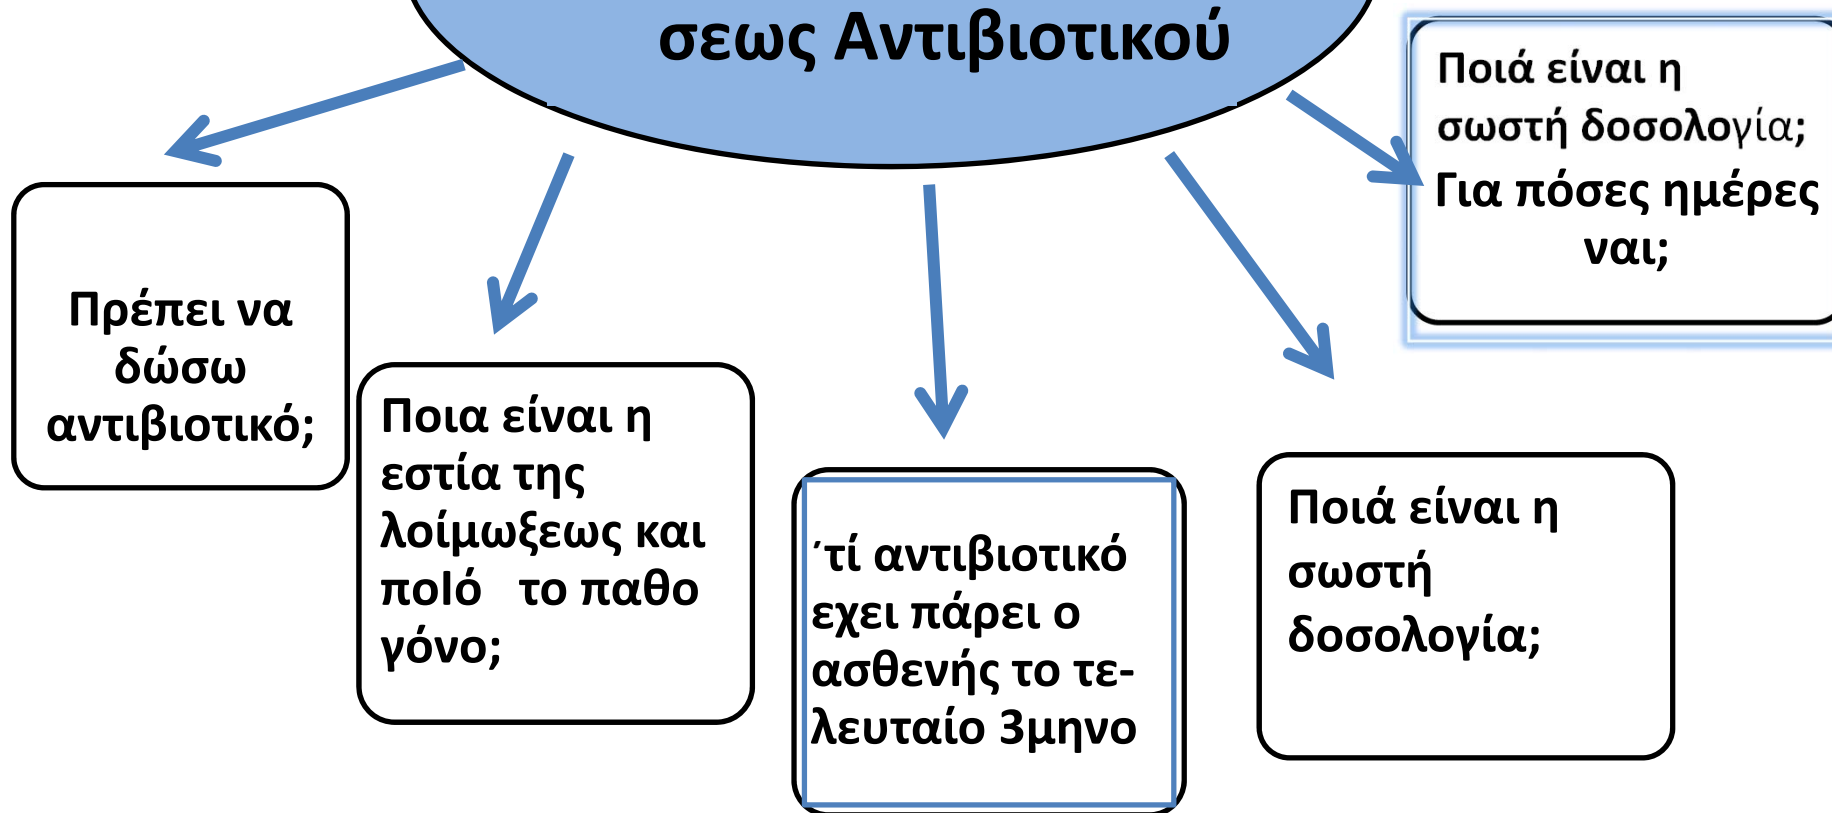 σεως Αντιβιοτικού
Πρέπει να
δώσω
αντιβιοτικό;
Ποια είναι η
εστία της
λοίμωξεως και
ποΙό το παθο
γόνο;
΄τί αντιβιοτικό
εχει πάρει ο
ασθενής το τε-
λευταίο 3μηνο
Ποιά είναι η
σωστή
δοσολογία;
Ποιά είναι η
σωστή δοσολογία;
Για πόσες ημέρες
ναι;